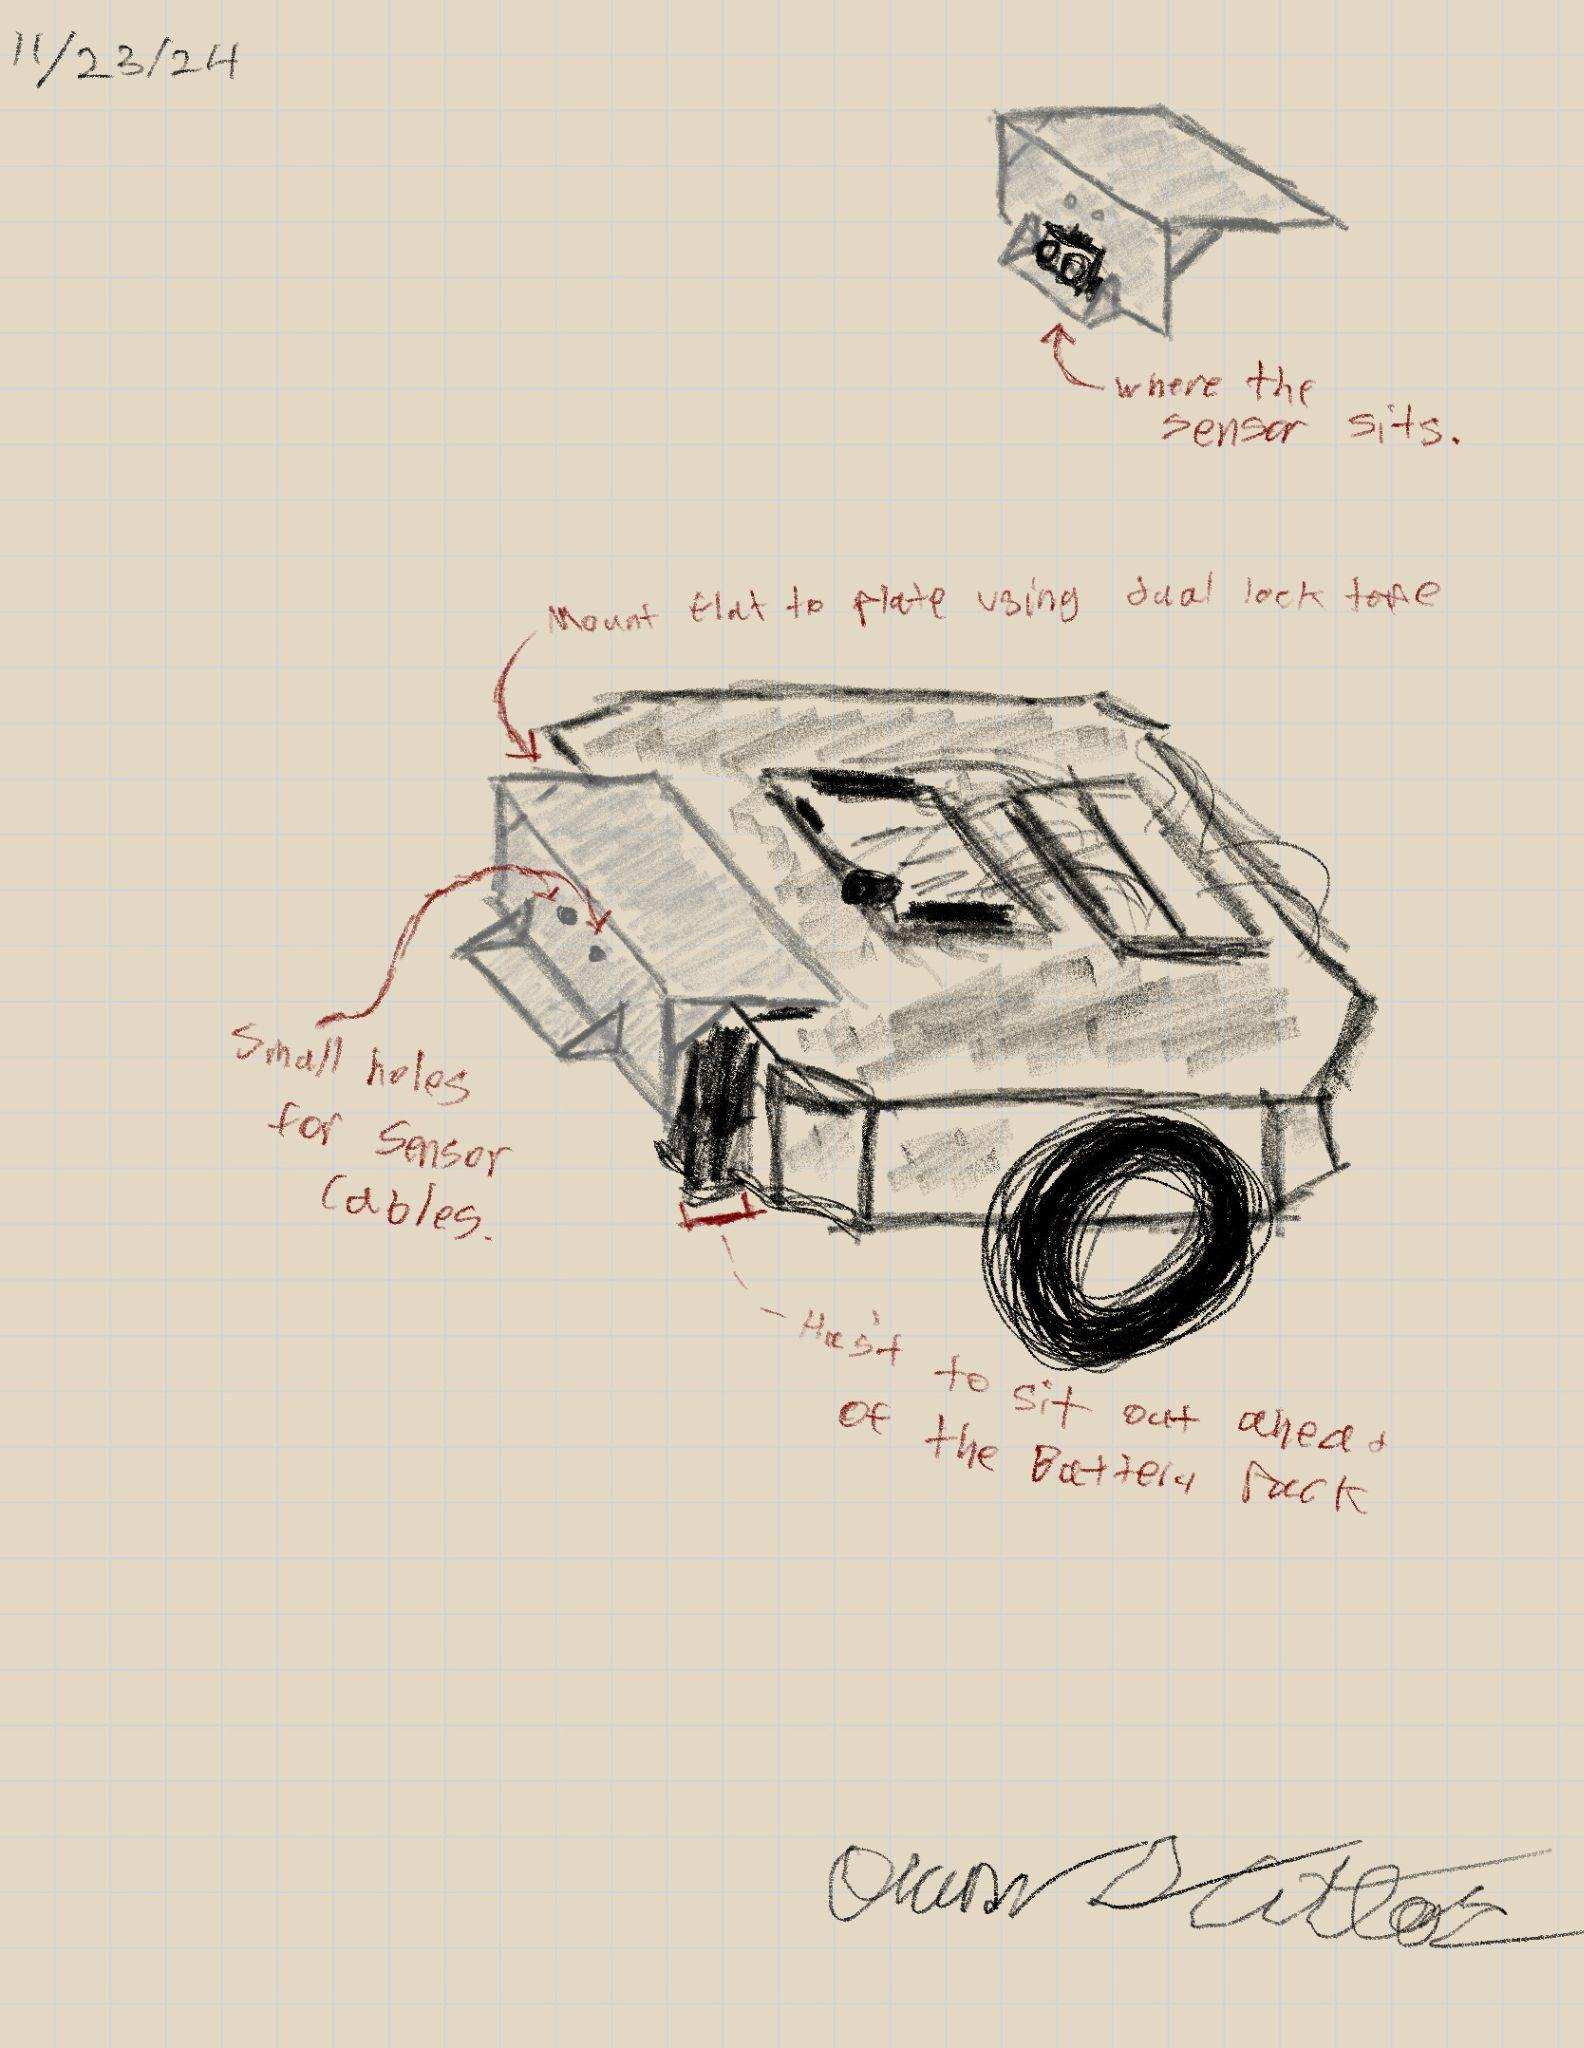 11/23/24
where the
sensor sits.
Mount flat to plate using dual lock tape
Small holes
for Sensor
Cables.
to sit out ahead
of the Battery Pack